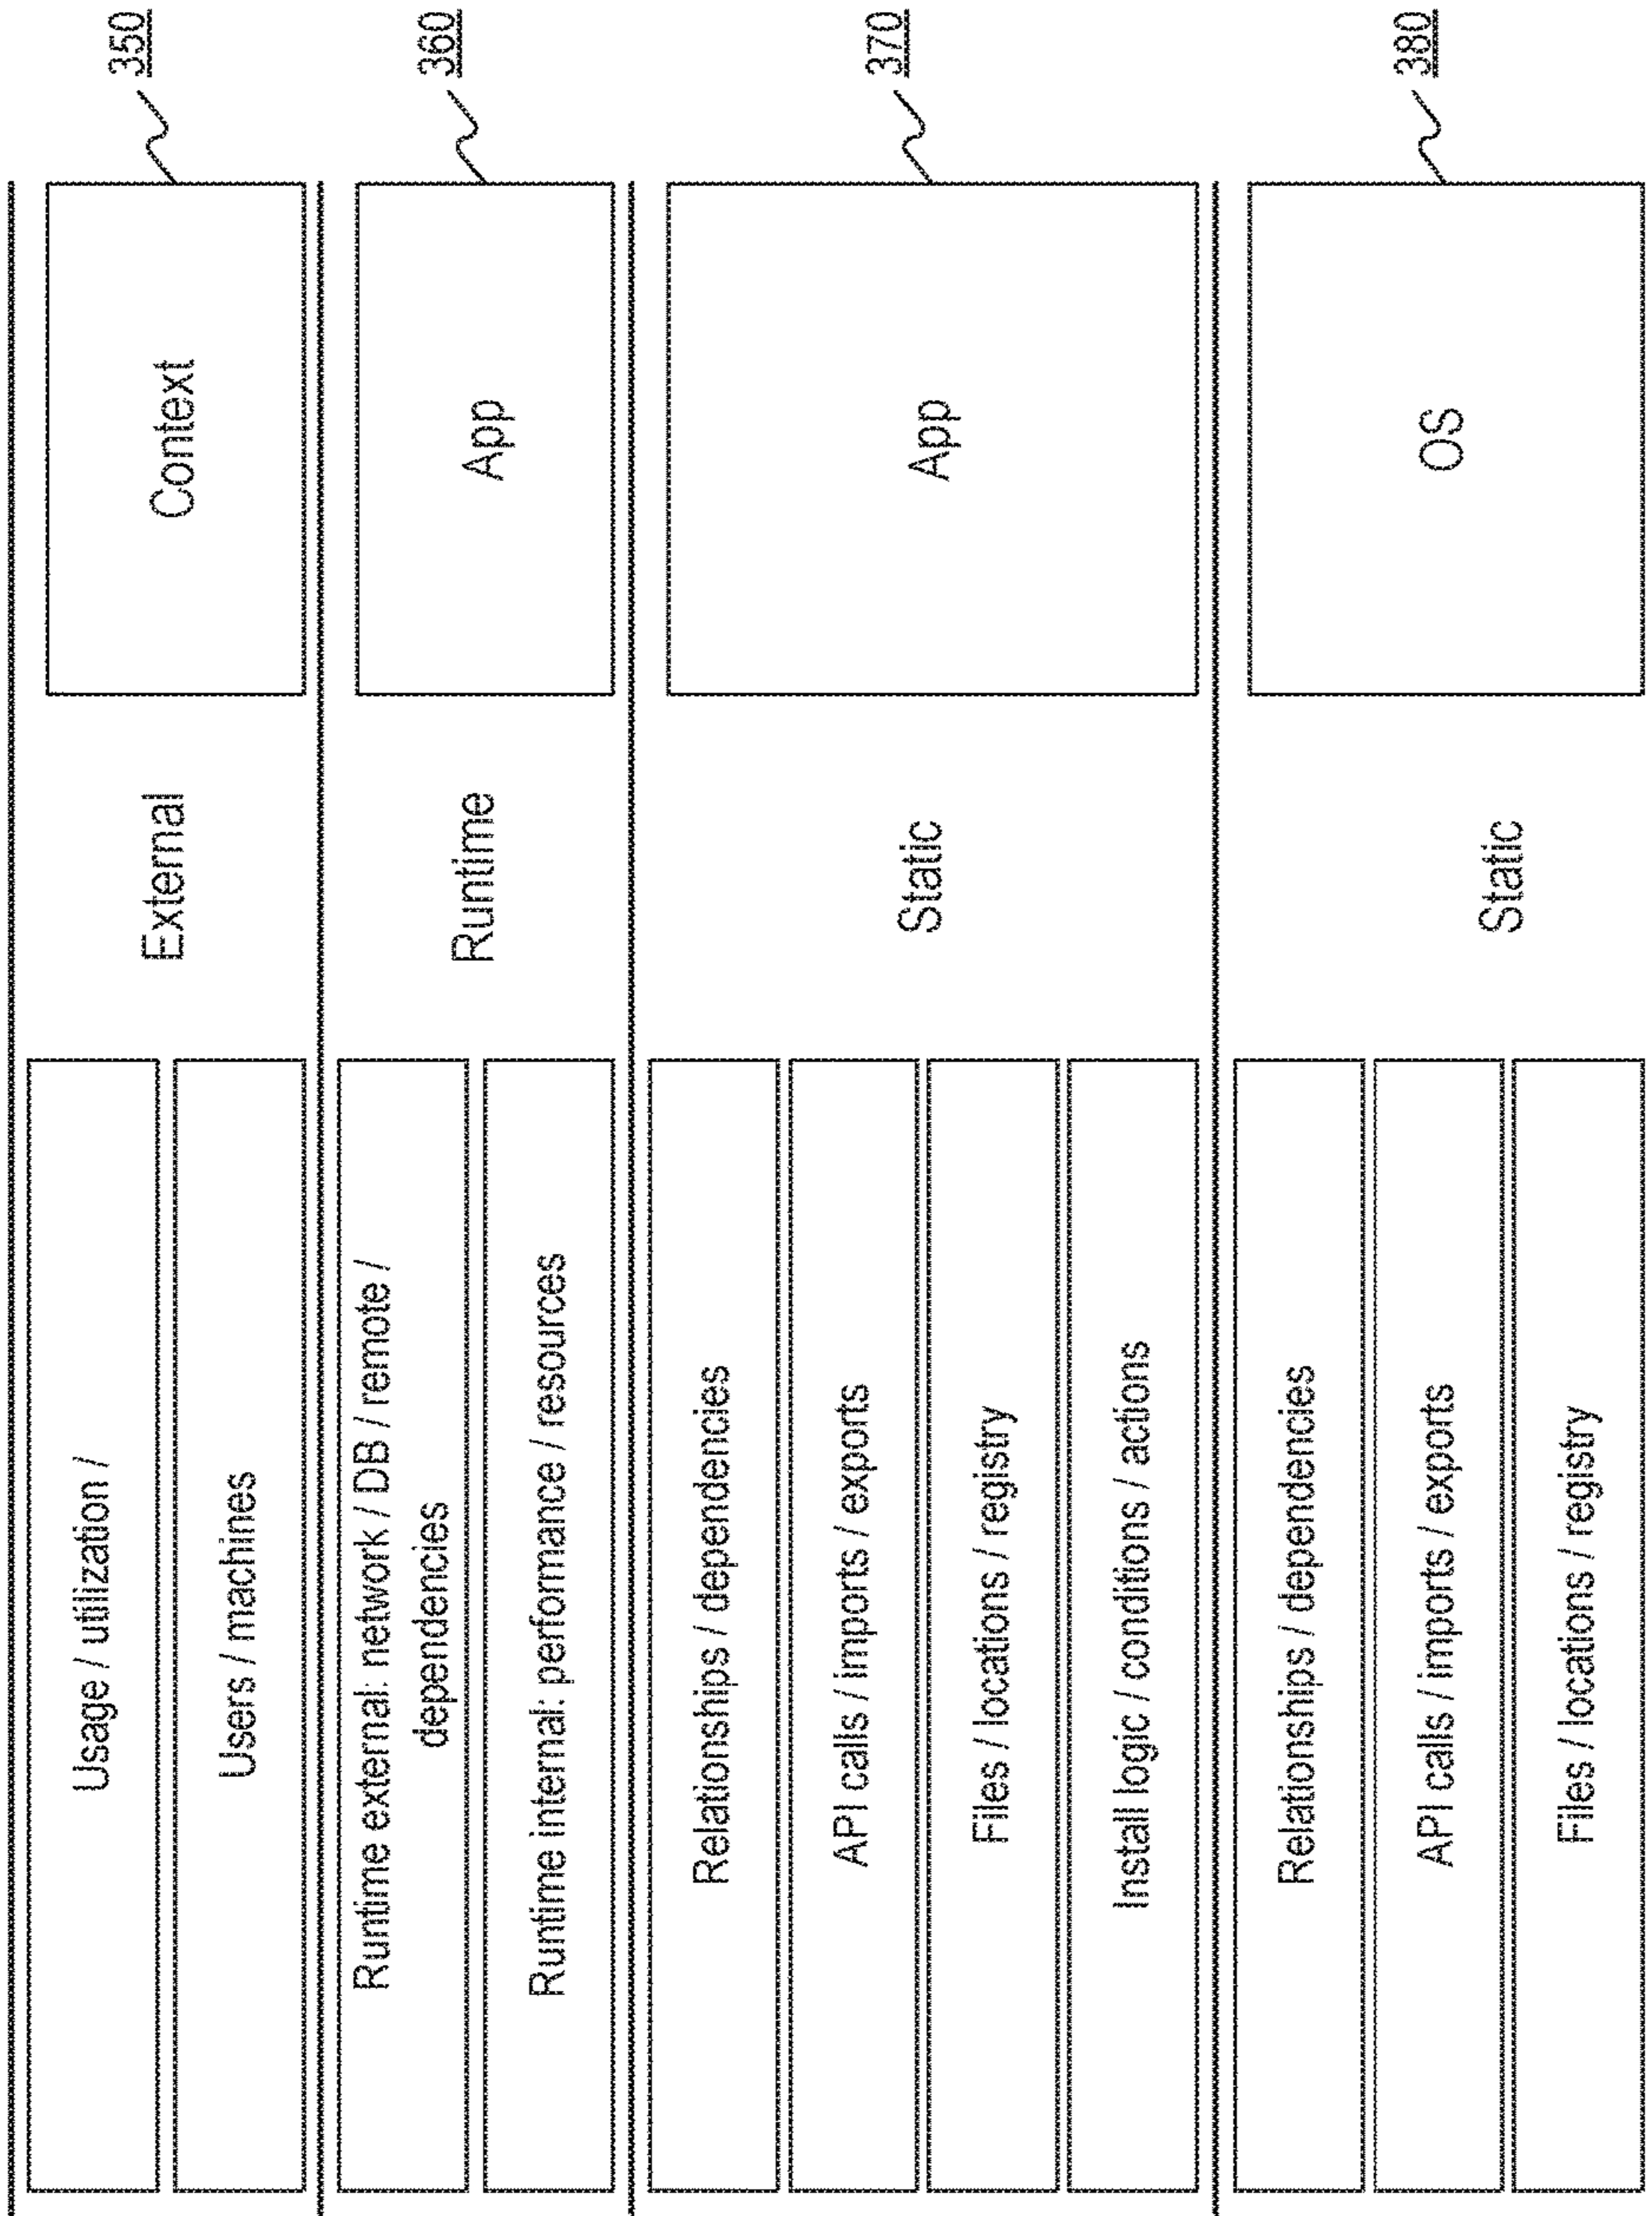 Usage / utilization /
Users / machines
External
Context
350
Runtime external: network / DB / remote /
dependencies
Runtime internal: performance / resources
Runtime
App
360
Relationships / dependencies
API calls / imports / exports
Files / locations / registry
Install logic / conditions / actions
Static
App
370
Relationships / dependencies
API calls / imports / exports
Files / locations / registry
Static
OS
380